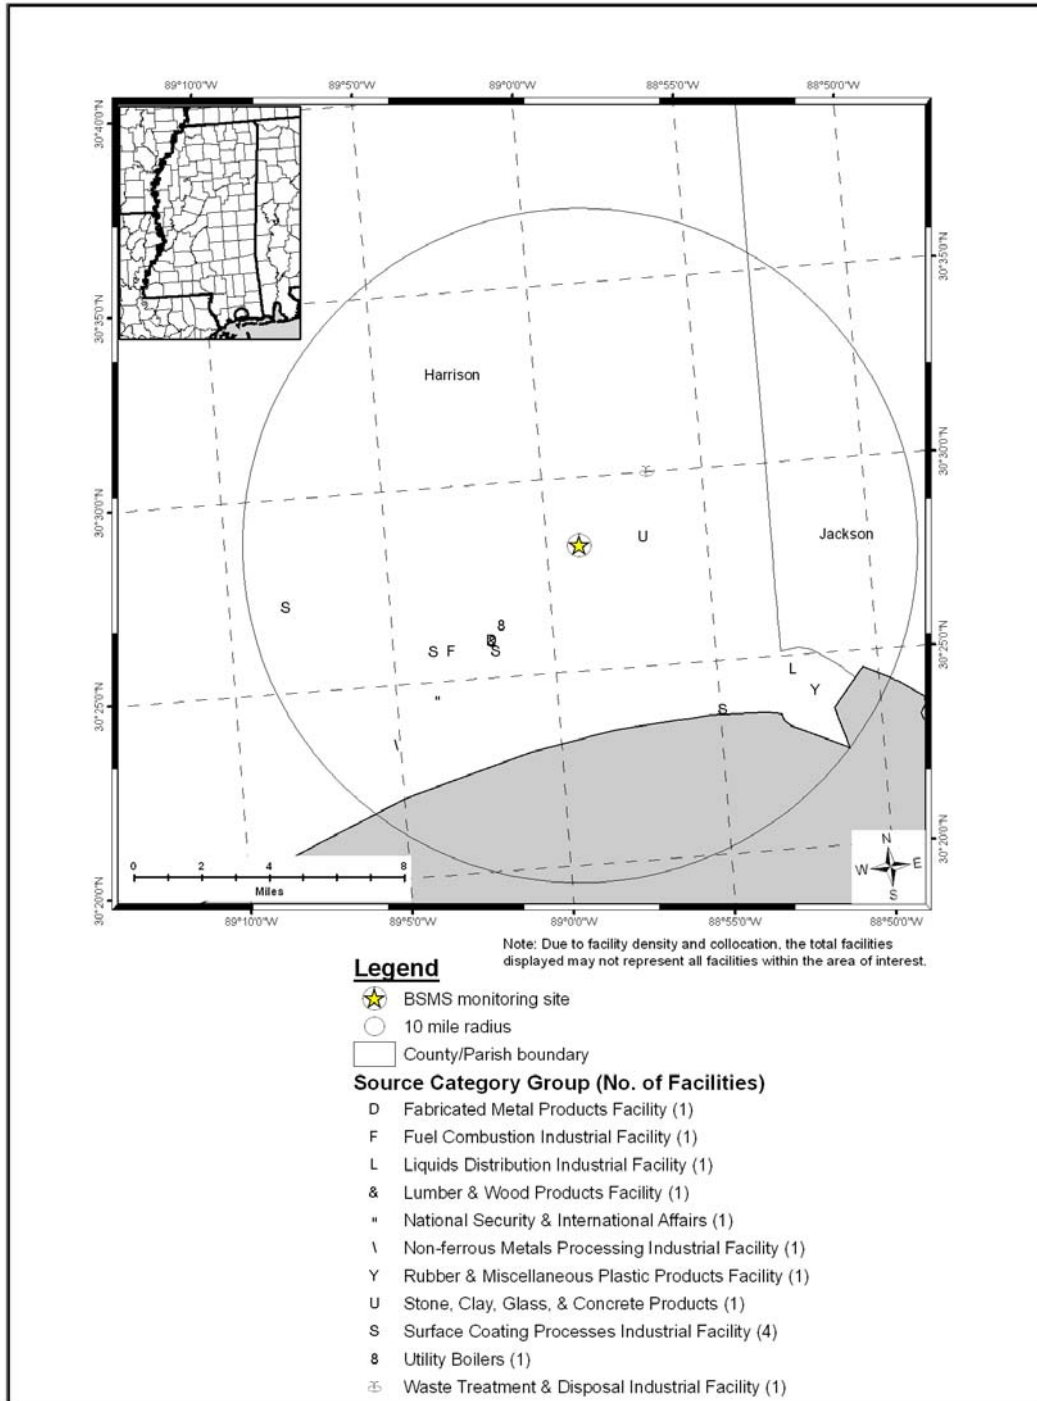 89°10'0"W 89°5'0"W 89°0'0"W 88°55'0"W 88°50'0"W
30°40'0"N
30°35'0"N
30°35'0"N
Harrison
30°30'0"N
30°30'0"N
Jackson
U
S
8
S F S
30°25'0"N
L
Y
"
S
30°25'0"N
\
30°20'0"N
N
W E
S
0 2 4 8
Miles
30°20'0"N
89°10'0"W 89°5'0"W 89°0'0"W 88°55'0"W 88°50'0"W
Note: Due to facility density and collocation, the total facilities
displayed may not represent all facilities within the area of interest.
Legend
BSMS monitoring site
10 mile radius
County/Parish boundary
Source Category Group (No. of Facilities)
D Fabricated Metal Products Facility (1)
F Fuel Combustion Industrial Facility (1)
L Liquids Distribution Industrial Facility (1)
& Lumber & Wood Products Facility (1)
" National Security & International Affairs (1)
\ Non-ferrous Metals Processing Industrial Facility (1)
Y Rubber & Miscellaneous Plastic Products Facility (1)
U Stone, Clay, Glass, & Concrete Products (1)
S Surface Coating Processes Industrial Facility (4)
8 Utility Boilers (1)
Waste Treatment & Disposal Industrial Facility (1)